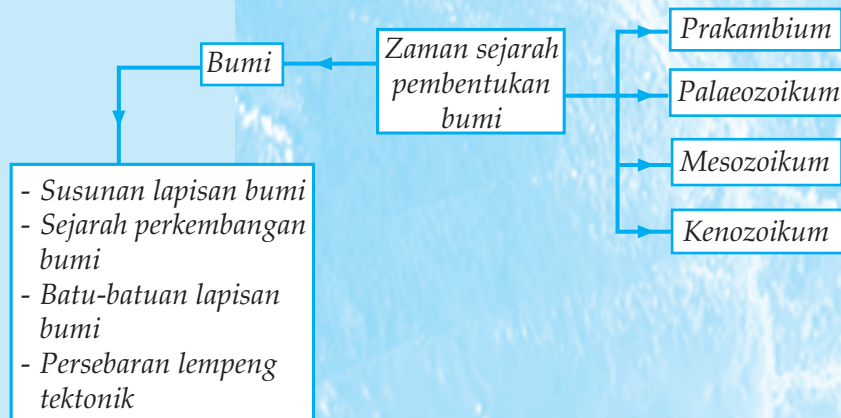 Bumi
Zaman sejarah
pembentukan
bumi
Prakambium
Palaeozoikum
Mesozoikum
Kenozoikum
- Susunan lapisan bumi
- Sejarah perkembangan
bumi
- Batu-batuan lapisan
bumi
- Persebaran lempeng
tektonik